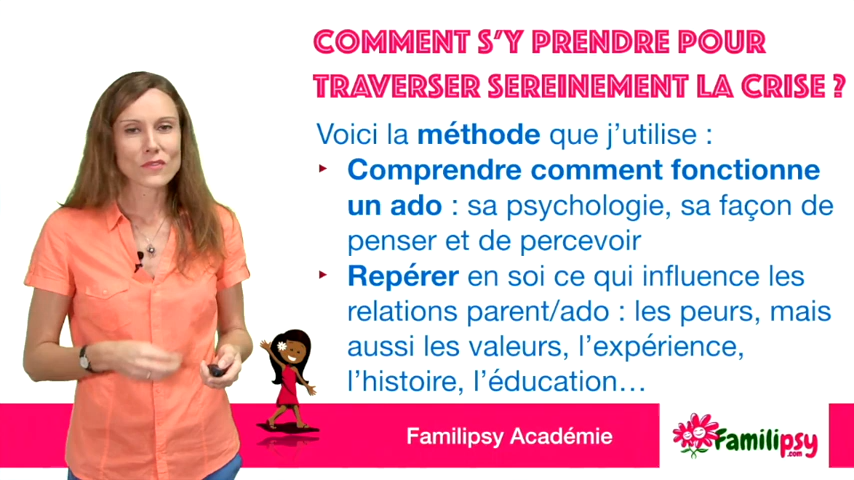 COMMENT S'Y PRENDRE POUR
TRAVERSER SEREINEMENT LA CRISE ?
Voici la méthode que j'utilise :
‣ Comprendre comment fonctionne
un ado : sa psychologie, sa façon de
penser et de percevoir
‣ Repérer en soi ce qui influence les
relations parent/ado : les peurs, mais
aussi les valeurs, l'expérience,
l'histoire, l'éducation…
Familipsy Académie
Familipsy
.com